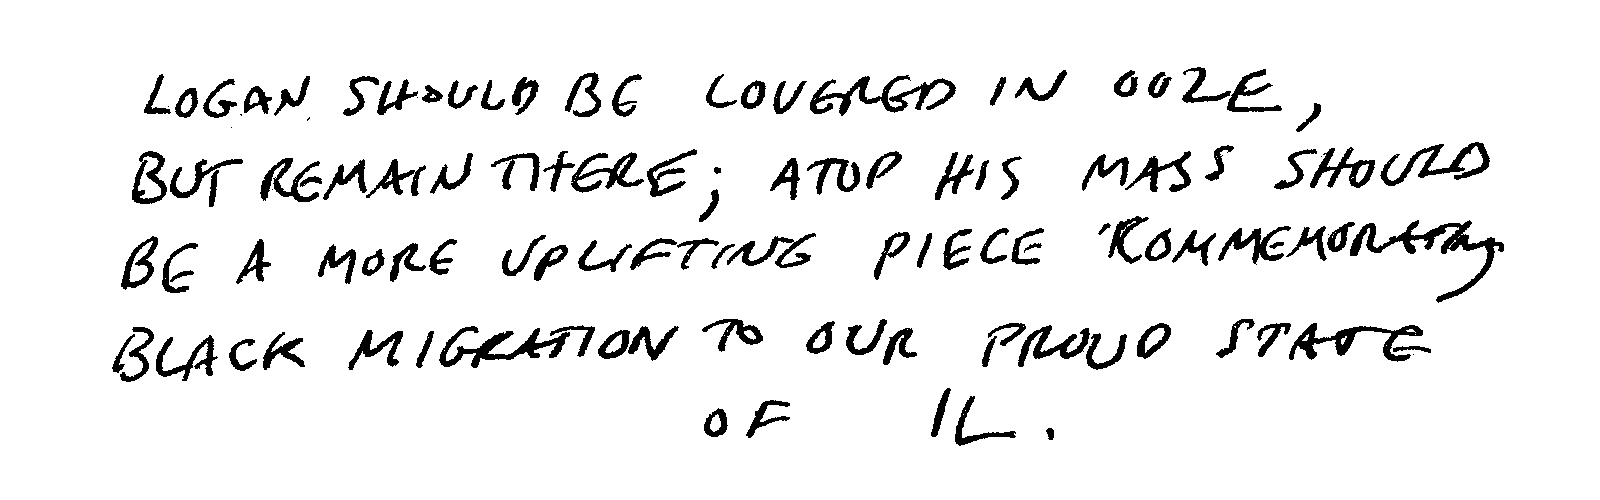 LOGAN SHOULD BE COVERED IN OOZE,
BUT REMAIN THERE; ATOP HIS MASS SHOULD
BE A MORE UPLIFTING PIECE KOMMEMORATING
BLACK MIGRATION TO OUR PROUD STATE
OF IL.